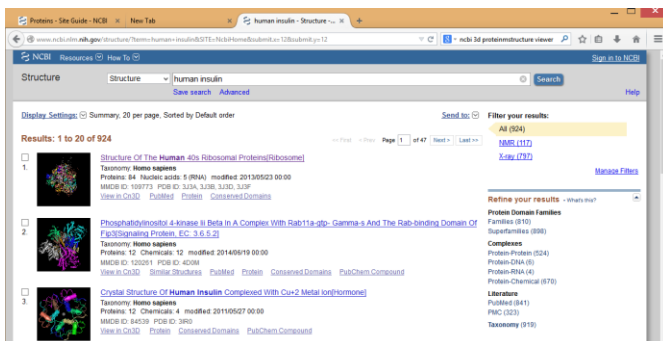 Proteins - Site Guide - NCBI × New Tab × human insulin - Structure -... × +
www.ncbi.nlm.nih.gov/structure/?term=human+insulin&SITE=NcbiHome&submit.x=12&submit.y=12 ncbi 3d proteinmstructure viewer
NCBI Resources How To Sign in to NCBI
Structure Structure human insulin Search
Save search Advanced Help
Display Settings: Summary, 20 per page, Sorted by Default order Send to: Filter your results:
All (924)
Results: 1 to 20 of 924 << First < Prev Page 1 of 47 Next > Last >> NMR (117)
X-ray (797)
Manage Filters
1. Structure Of The Human 40s Ribosomal Proteins[Ribosome]
Taxonomy: Homo sapiens
Proteins: 84 Nucleic acids: 5 (RNA) modified: 2013/05/23 00:00
MMDB ID: 109773 PDB ID: 3J3A, 3J3B, 3J3D, 3J3F
View in Cn3D PubMed Protein Conserved Domains
2. Phosphatidylinositol 4-kinase Iii Beta In A Complex With Rab11a-gtp- Gamma-s And The Rab-binding Domain Of
Fip3[Signaling Protein, EC: 3.6.5.2]
Taxonomy: Homo sapiens
Proteins: 12 Chemicals: 12 modified: 2014/06/19 00:00
MMDB ID: 120261 PDB ID: 4D0M
View in Cn3D Similar Structures PubMed Protein Conserved Domains PubChem Compound
3. Crystal Structure Of Human Insulin Complexed With Cu+2 Metal Ion[Hormone]
Taxonomy: Homo sapiens
Proteins: 12 Chemicals: 4 modified: 2011/05/27 00:00
MMDB ID: 84539 PDB ID: 3IR0
View in Cn3D Protein Conserved Domains PubChem Compound
Refine your results - Whats this?
Protein Domain Families
Families (810)
Superfamilies (898)
Complexes
Protein-Protein (524)
Protein-DNA (6)
Protein-RNA (4)
Protein-Chemical (670)
Literature
PubMed (841)
PMC (323)
Taxonomy (919)